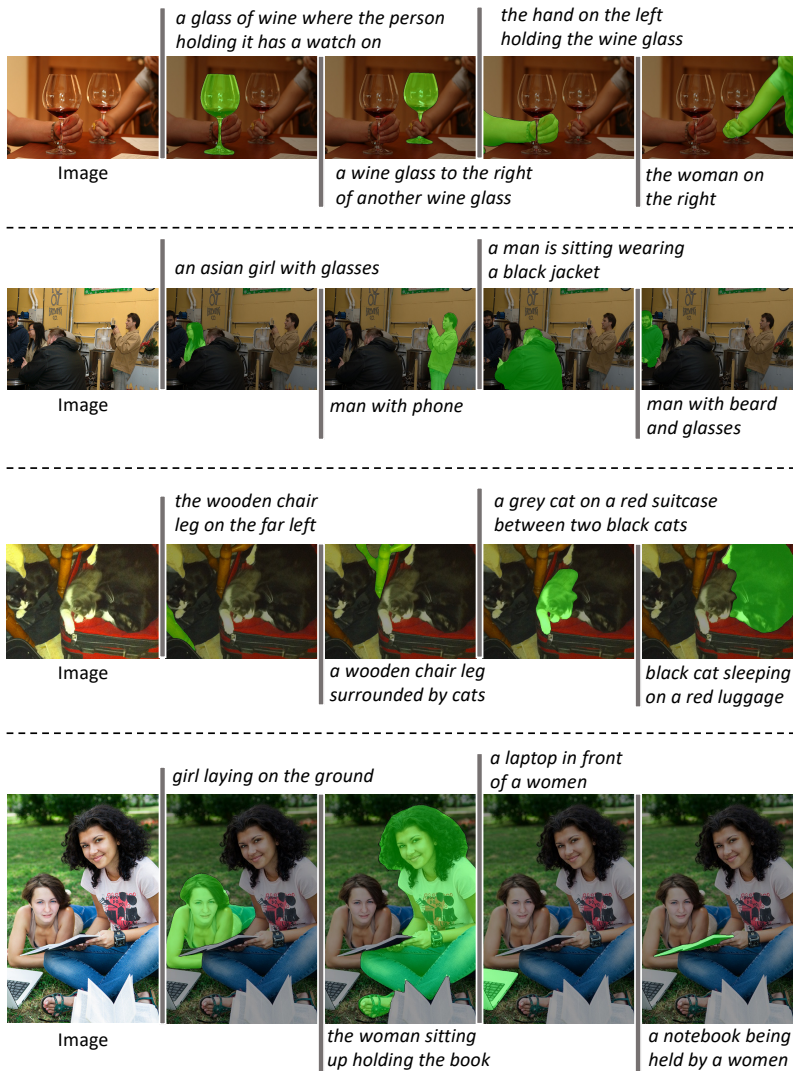 a glass of wine where the person
holding it has a watch on
the hand on the left
holding the wine glass
Image
a wine glass to the right
of another wine glass
the woman on
the right
an asian girl with glasses
a man is sitting wearing
a black jacket
Image
man with phone
man with beard
and glasses
the wooden chair
leg on the far left
a grey cat on a red suitcase
between two black cats
Image
a wooden chair leg
surrounded by cats
black cat sleeping
on a red luggage
girl laying on the ground
a laptop in front
of a women
Image
the woman sitting
up holding the book
a notebook being
held by a women